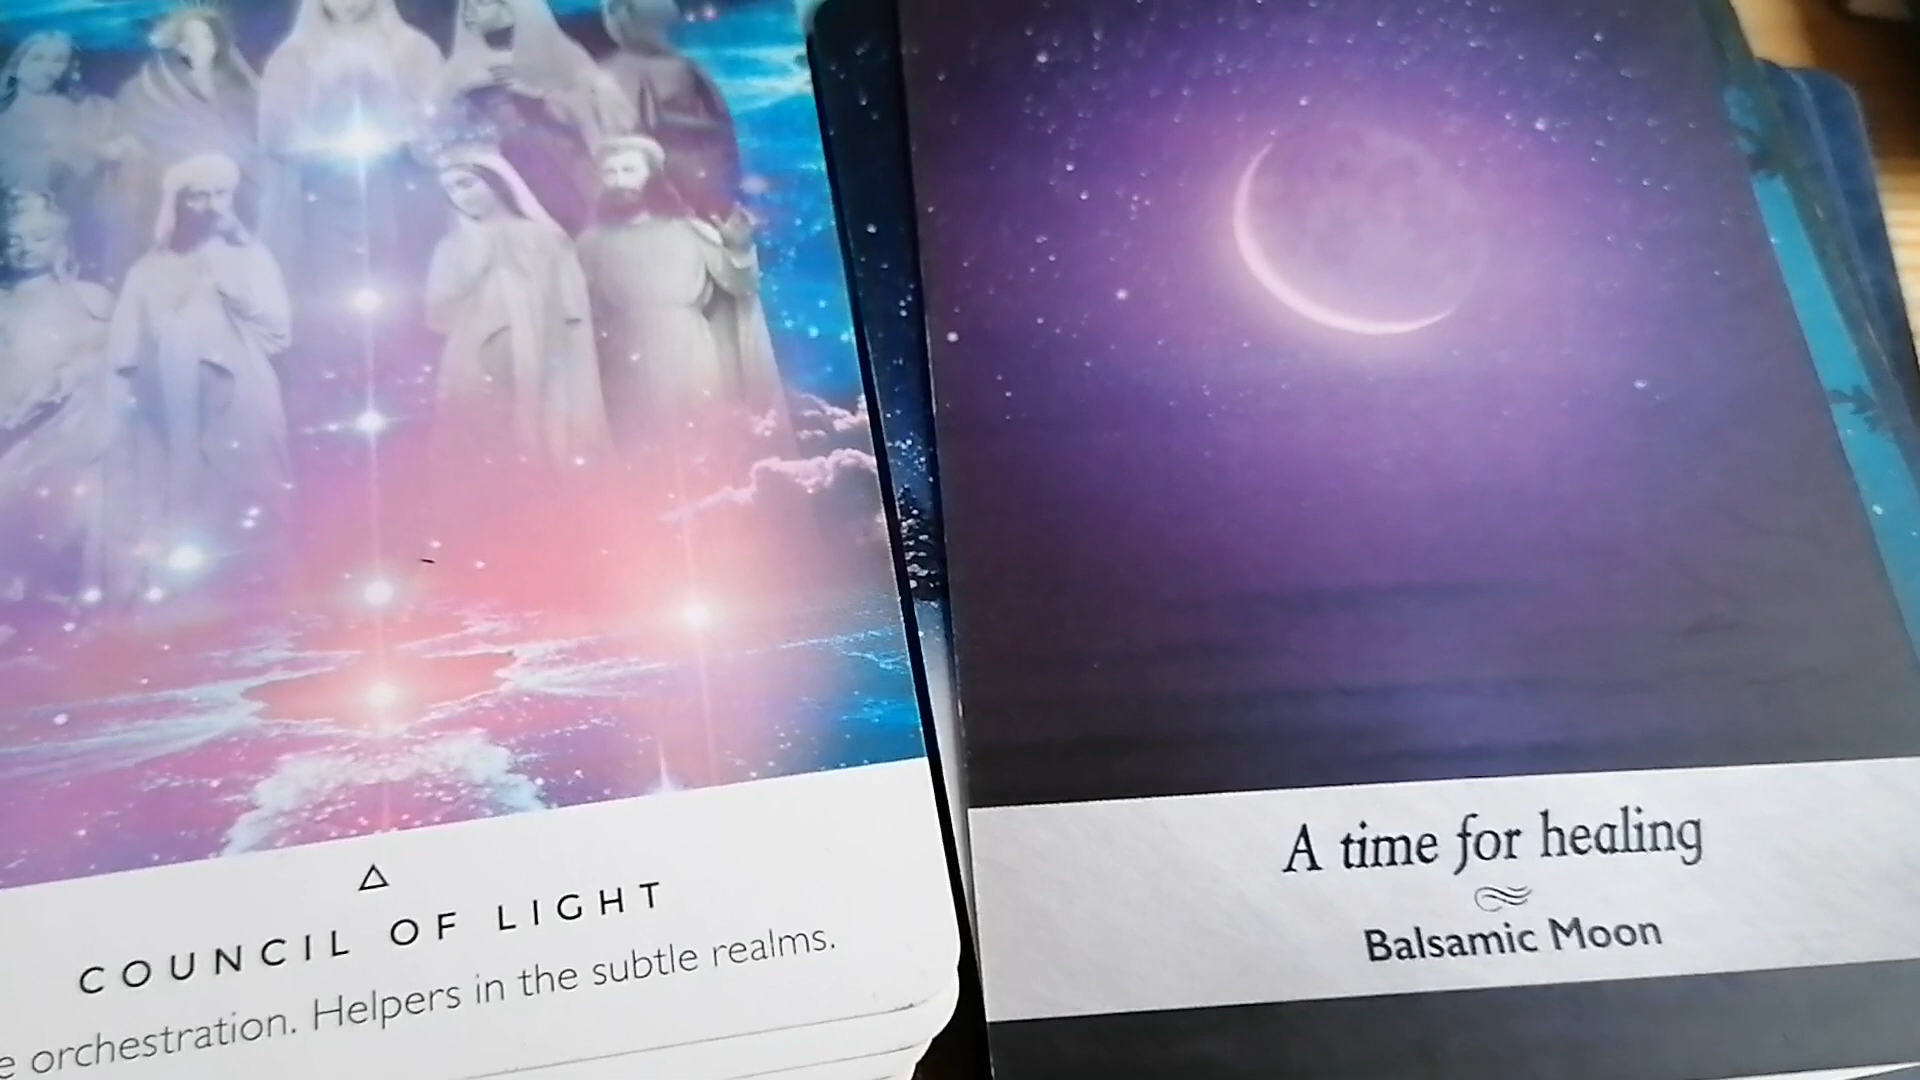 COUNCIL OF LIGHT
orchestration. Helpers in the subtle realms.
A time for healing
Balsamic Moon